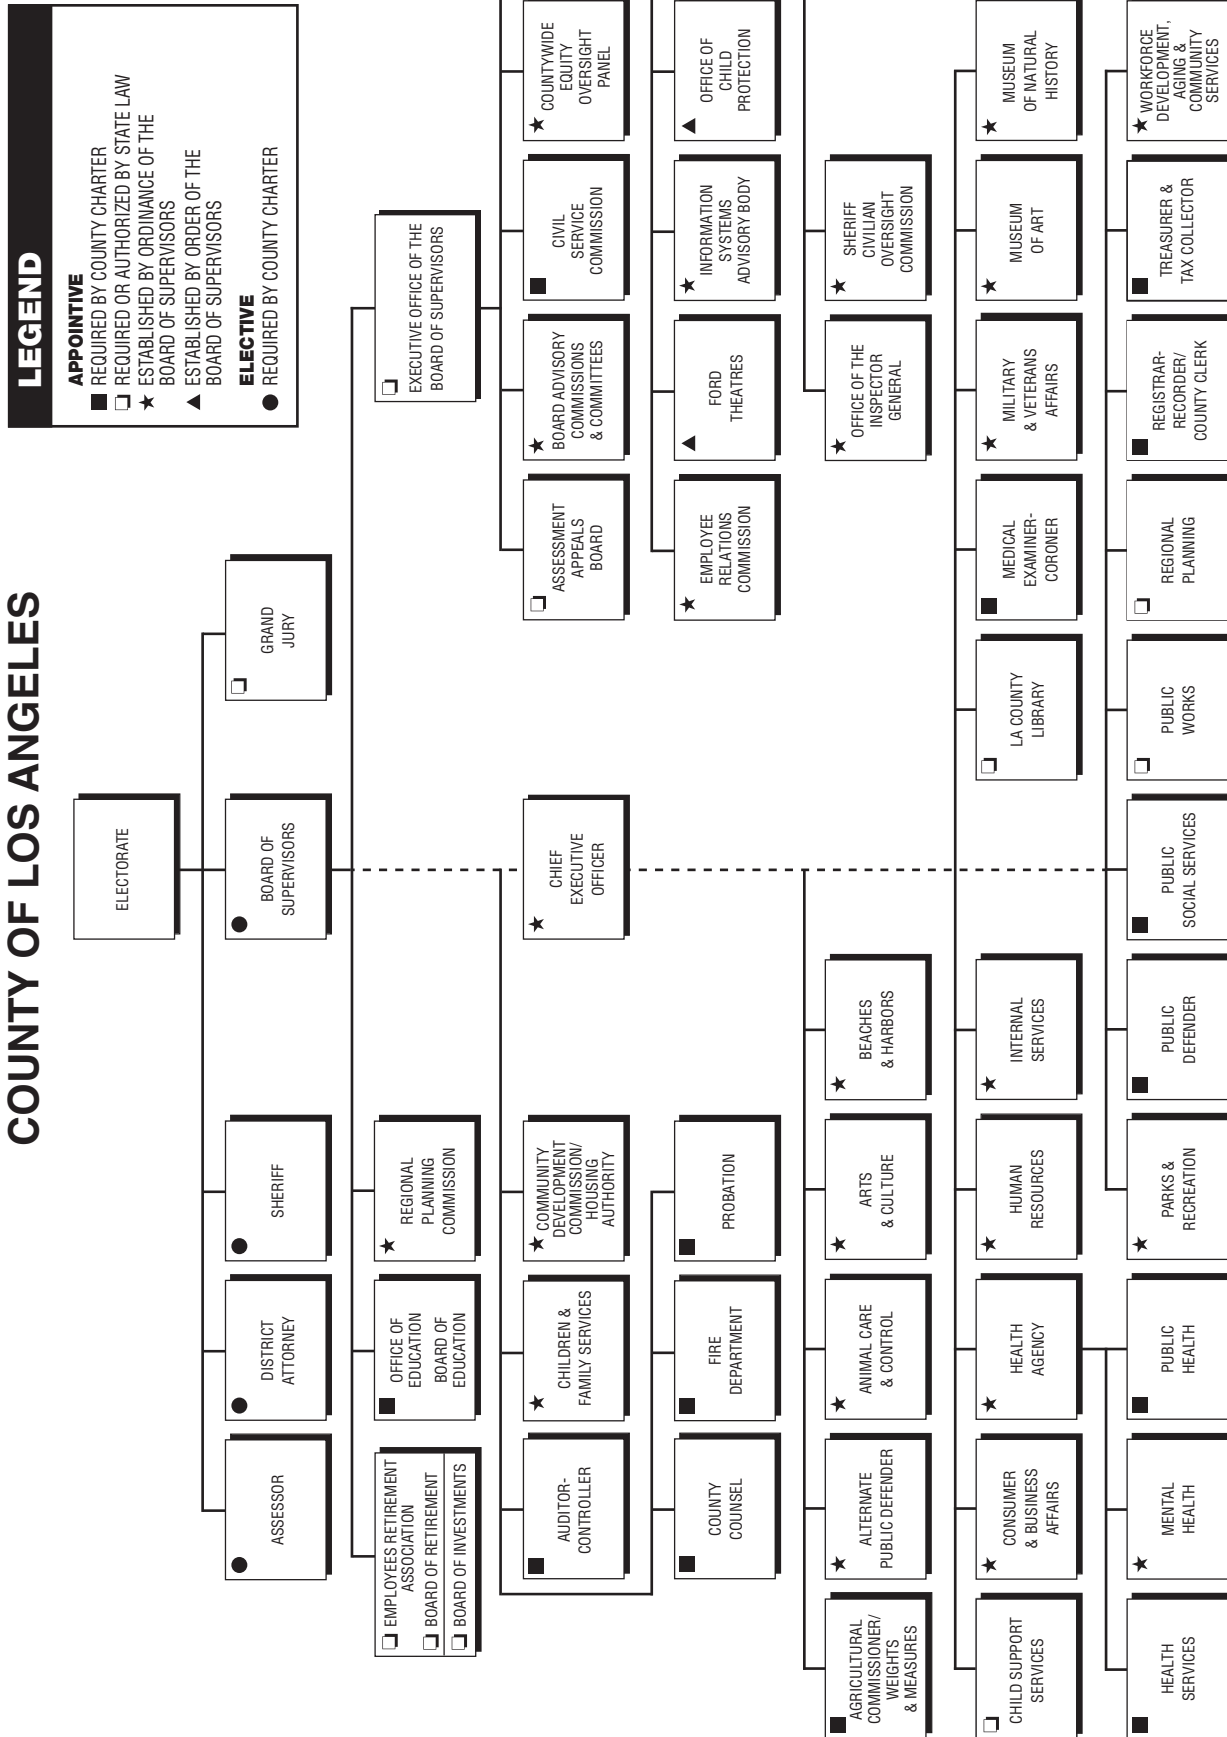 COUNTY OF LOS ANGELES
LEGEND
APPOINTIVE
■ REQUIRED BY COUNTY CHARTER
❏ REQUIRED OR AUTHORIZED BY STATE LAW
★ ESTABLISHED BY ORDINANCE OF THE
BOARD OF SUPERVISORS
▲ ESTABLISHED BY ORDER OF THE
BOARD OF SUPERVISORS
ELECTIVE
● REQUIRED BY COUNTY CHARTER
ELECTORATE
● ASSESSOR
● DISTRICT
ATTORNEY
● SHERIFF
● BOARD OF
SUPERVISORS
❏ GRAND
JURY
❏ EMPLOYEES RETIREMENT
ASSOCIATION
❏ BOARD OF RETIREMENT
❏ BOARD OF INVESTMENTS
■ OFFICE OF
EDUCATION
BOARD OF
EDUCATION
★ REGIONAL
PLANNING
COMMISSION
❏ EXECUTIVE OFFICE OF THE
BOARD OF SUPERVISORS
■ AUDITOR-
CONTROLLER
★ CHILDREN &
FAMILY SERVICES
★ COMMUNITY
DEVELOPMENT
COMMISSION/
HOUSING
AUTHORITY
★ CHIEF
EXECUTIVE
OFFICER
❏ ASSESSMENT
APPEALS
BOARD
★ BOARD ADVISORY
COMMISSIONS
& COMMITTEES
■ CIVIL
SERVICE
COMMISSION
★ COUNTYWIDE
EQUITY
OVERSIGHT
PANEL
■ COUNTY
COUNSEL
■ FIRE
DEPARTMENT
■ PROBATION
★ EMPLOYEE
RELATIONS
COMMISSION
▲ FORD
THEATRES
★ INFORMATION
SYSTEMS
ADVISORY BODY
▲ OFFICE OF
CHILD
PROTECTION
■ AGRICULTURAL
COMMISSIONER/
WEIGHTS
& MEASURES
★ ALTERNATE
PUBLIC DEFENDER
★ ANIMAL CARE
& CONTROL
★ ARTS
& CULTURE
★ BEACHES
& HARBORS
★ OFFICE OF THE
INSPECTOR
GENERAL
★ SHERIFF
CIVILIAN
OVERSIGHT
COMMISSION
❏ CHILD SUPPORT
SERVICES
★ CONSUMER
& BUSINESS
AFFAIRS
★ HEALTH
AGENCY
★ HUMAN
RESOURCES
★ INTERNAL
SERVICES
❏ LA COUNTY
LIBRARY
■ MEDICAL
EXAMINER-
CORONER
★ MILITARY
& VETERANS
AFFAIRS
★ MUSEUM
OF ART
★ MUSEUM
OF NATURAL
HISTORY
■ HEALTH
SERVICES
★ MENTAL
HEALTH
■ PUBLIC
HEALTH
★ PARKS &
RECREATION
■ PUBLIC
DEFENDER
■ PUBLIC
SOCIAL SERVICES
❏ PUBLIC
WORKS
❏ REGIONAL
PLANNING
■ REGISTRAR-
RECORDER/
COUNTY CLERK
■ TREASURER &
TAX COLLECTOR
★ WORKFORCE
DEVELOPMENT,
AGING &
COMMUNITY
SERVICES